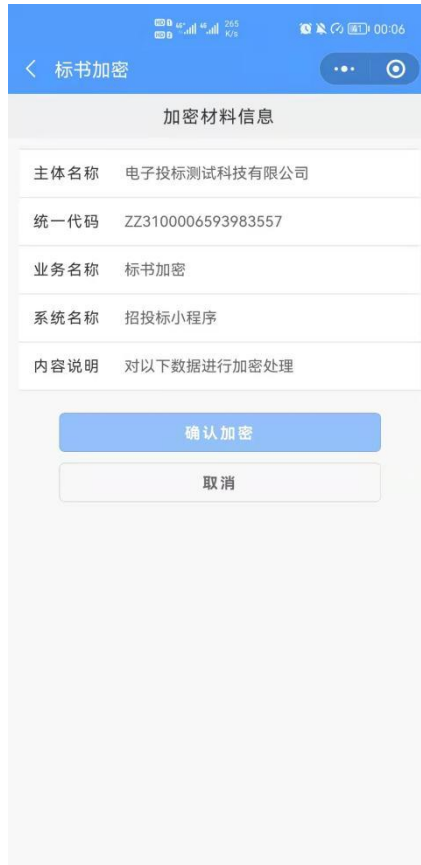 265
K/s
00:06
标书加密
加密材料信息
主体名称 电子投标测试科技有限公司
统一代码 ZZ3100006593983557
业务名称 标书加密
系统名称 招投标小程序
内容说明 对以下数据进行加密处理
确认加密
取消